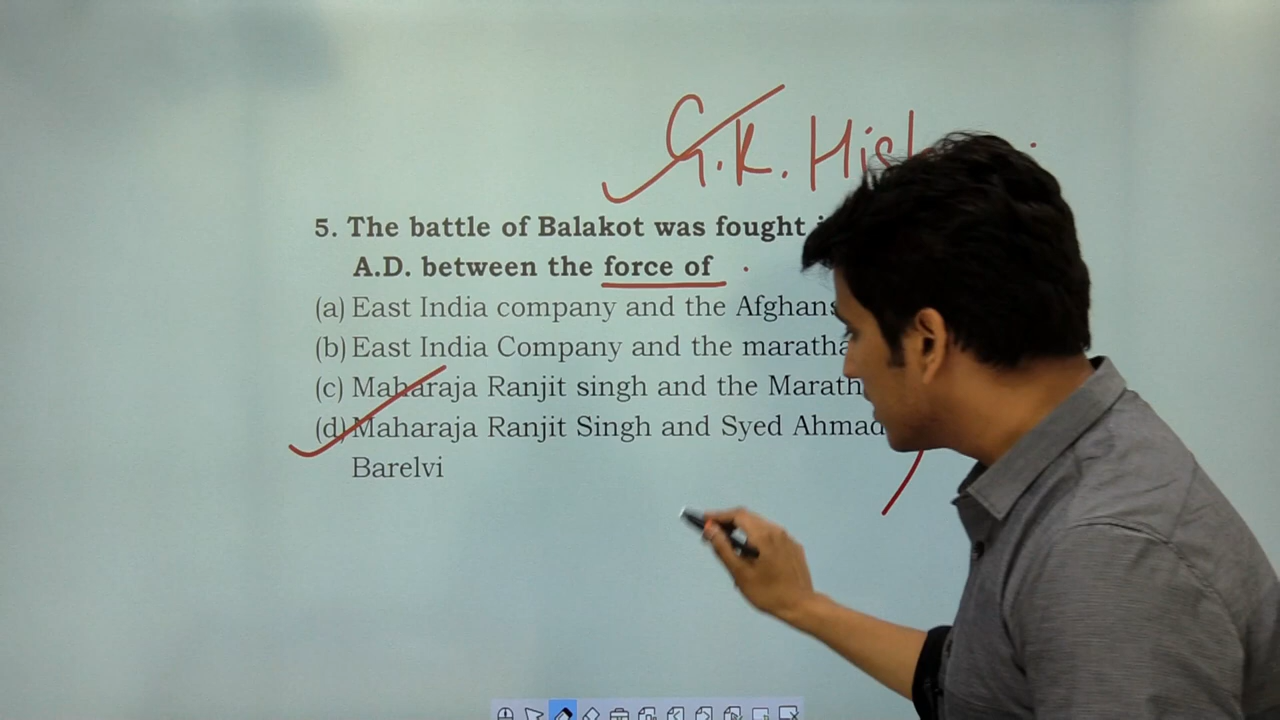 G.K. His
5. The battle of Balakot was fought
A.D. between the force of
(a) East India company and the Afghans
(b) East India Company and the maratha
(c) Maharaja Ranjit singh and the Marath
(d) Maharaja Ranjit Singh and Syed Ahmad
Barelvi